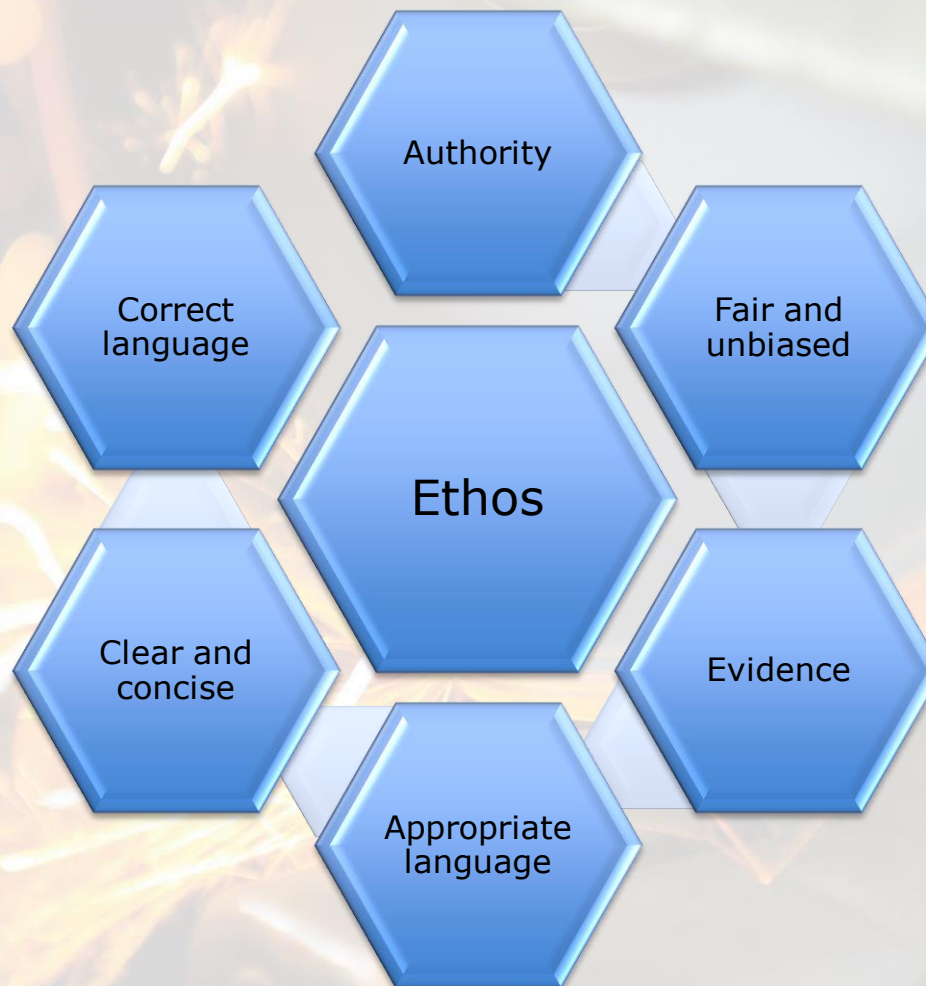 Authority
Correct
language
Fair and
unbiased
Ethos
Clear and
concise
Evidence
Appropriate
language